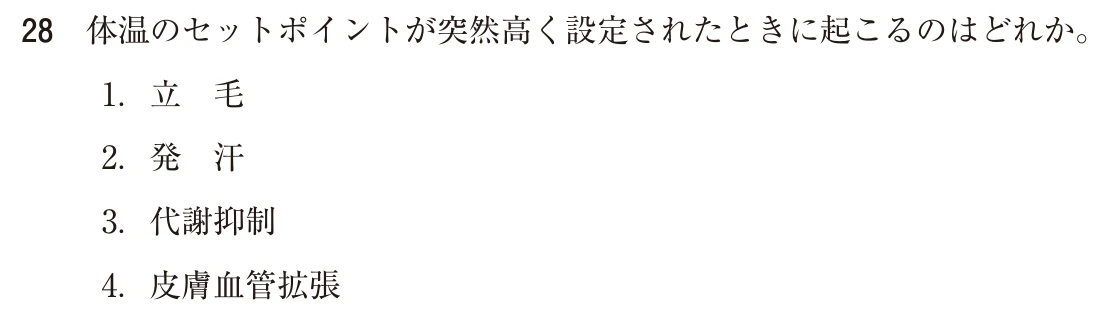 28 体温のセットポイントが突然高く設定されたときに起こるのはどれか。
1. 立 毛
2. 発 汗
3. 代謝抑制
4. 皮膚血管拡張